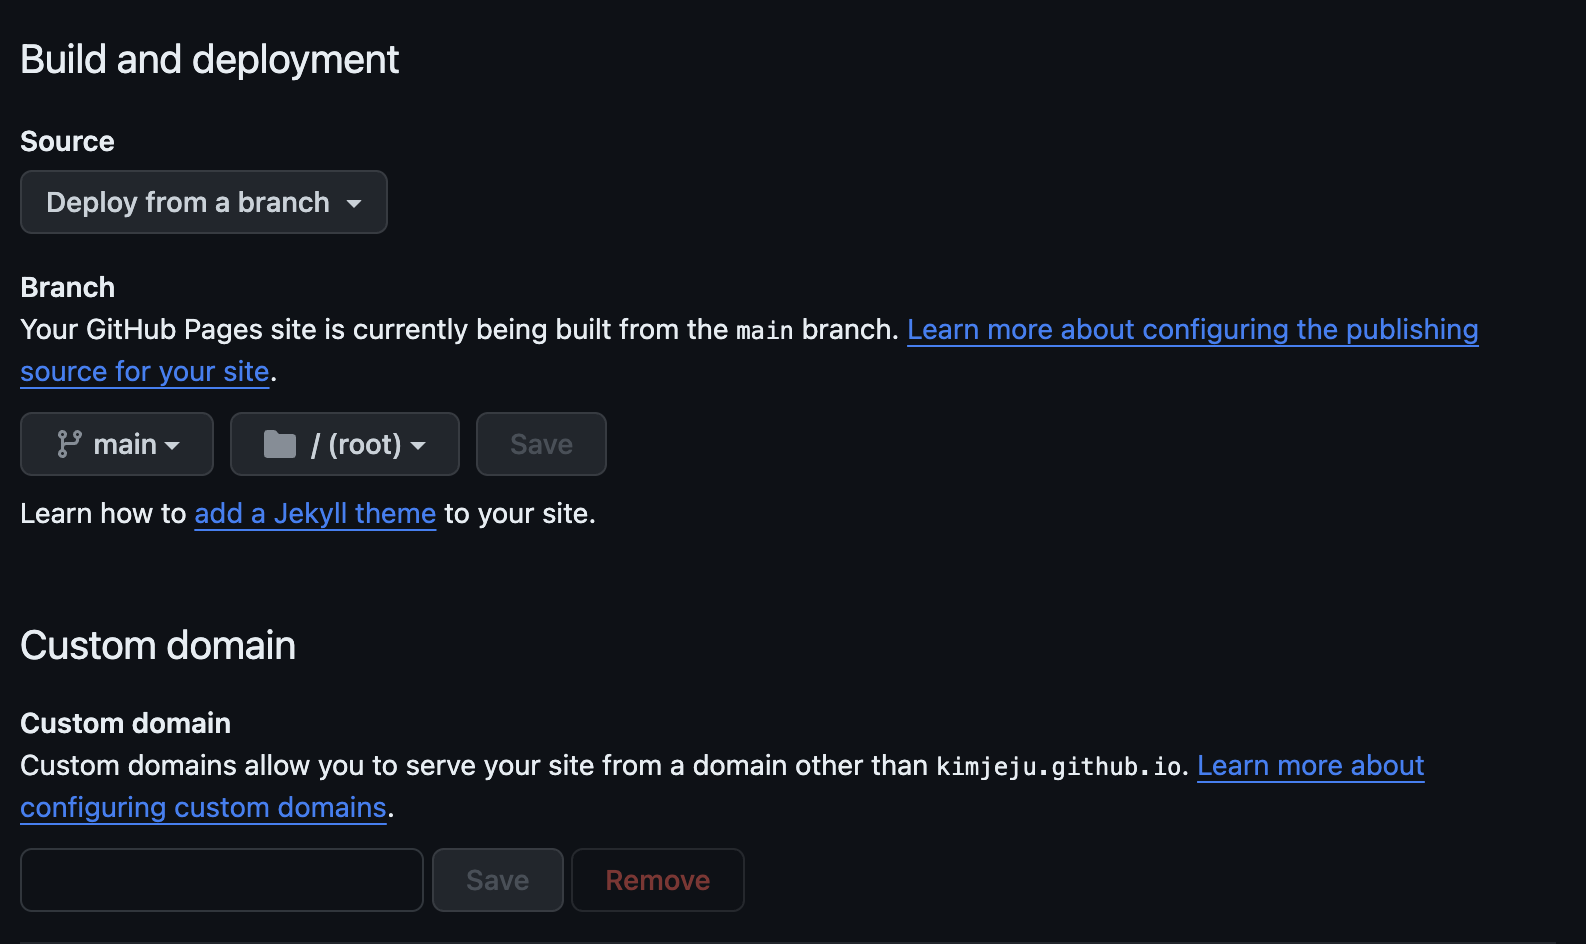 Build and deployment
Source
Deploy from a branch
Branch
Your GitHub Pages site is currently being built from the main branch. Learn more about configuring the publishing
source for your site.
main / (root) Save
Learn how to add a Jekyll theme to your site.
Custom domain
Custom domain
Custom domains allow you to serve your site from a domain other than kimjeju.github.io. Learn more about
configuring custom domains.
Save Remove